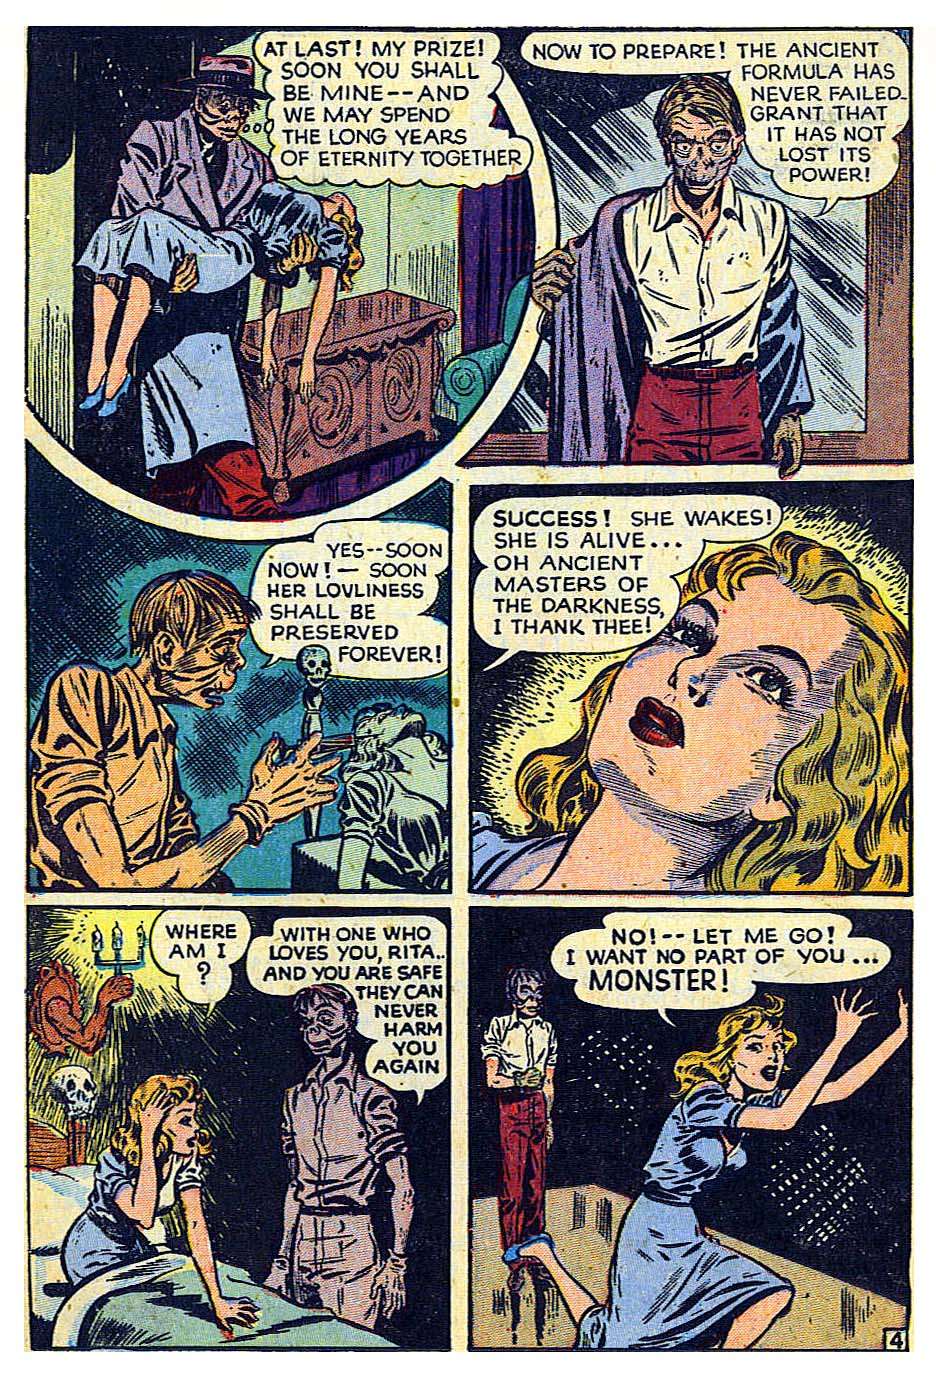 AT LAST! MY PRIZE!
SOON YOU SHALL
BE MINE--AND
WE MAY SPEND
THE LONG YEARS
OF ETERNITY TOGETHER
NOW TO PREPARE! THE ANCIENT
FORMULA HAS
NEVER FAILED.
GRANT THAT
IT HAS NOT
LOST ITS
POWER!
YES--SOON
NOW!-- SOON
HER LOVLINESS
SHALL BE
PRESERVED
FOREVER!
SUCCESS! SHE WAKES!
SHE IS ALIVE...
OH ANCIENT
MASTERS OF
THE DARKNESS,
I THANK THEE!
WHERE
AM I
?
WITH ONE WHO
LOVES YOU, RITA..
AND YOU ARE SAFE
THEY CAN
NEVER
HARM
YOU
AGAIN
NO!-- LET ME GO!
I WANT NO PART OF YOU...
MONSTER!
4